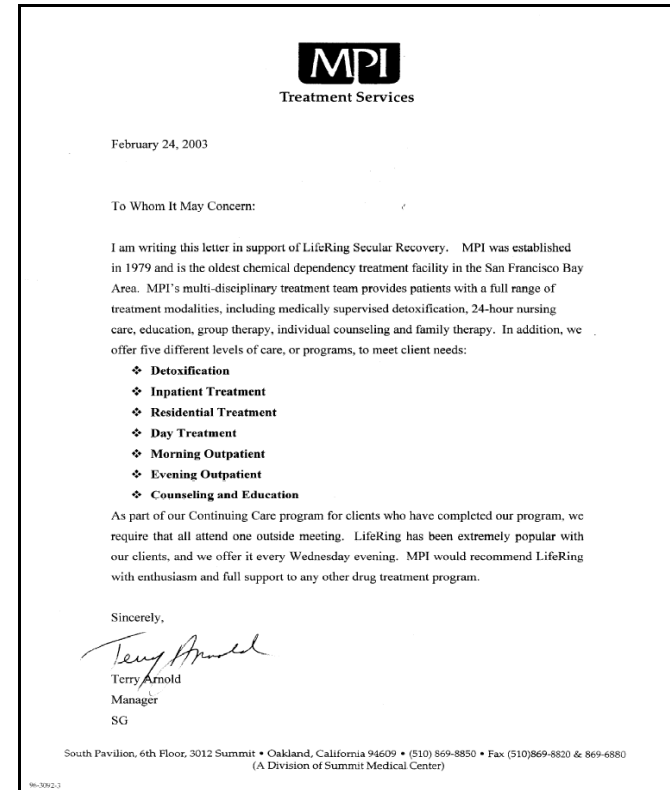 MPI
Treatment Services
February 24, 2003
To Whom It May Concern:
I am writing this letter in support of LifeRing Secular Recovery. MPI was established
in 1979 and is the oldest chemical dependency treatment facility in the San Francisco Bay
Area. MPI's multi-disciplinary treatment team provides patients with a full range of
treatment modalities, including medically supervised detoxification, 24-hour nursing
care, education, group therapy, individual counseling and family therapy. In addition, we
offer five different levels of care, or programs, to meet client needs:
❖ Detoxification
❖ Inpatient Treatment
❖ Residential Treatment
❖ Day Treatment
❖ Morning Outpatient
❖ Evening Outpatient
❖ Counseling and Education
As part of our Continuing Care program for clients who have completed our program, we
require that all attend one outside meeting. LifeRing has been extremely popular with
our clients, and we offer it every Wednesday evening. MPI would recommend LifeRing
with enthusiasm and full support to any other drug treatment program.
Sincerely,
Terry Arnold
Terry Arnold
Manager
SG
South Pavilion, 6th Floor, 3012 Summit • Oakland, California 94609 • (510) 869-8850 • Fax (510)869-8820 & 869-6880
(A Division of Summit Medical Center)
96-3092-3